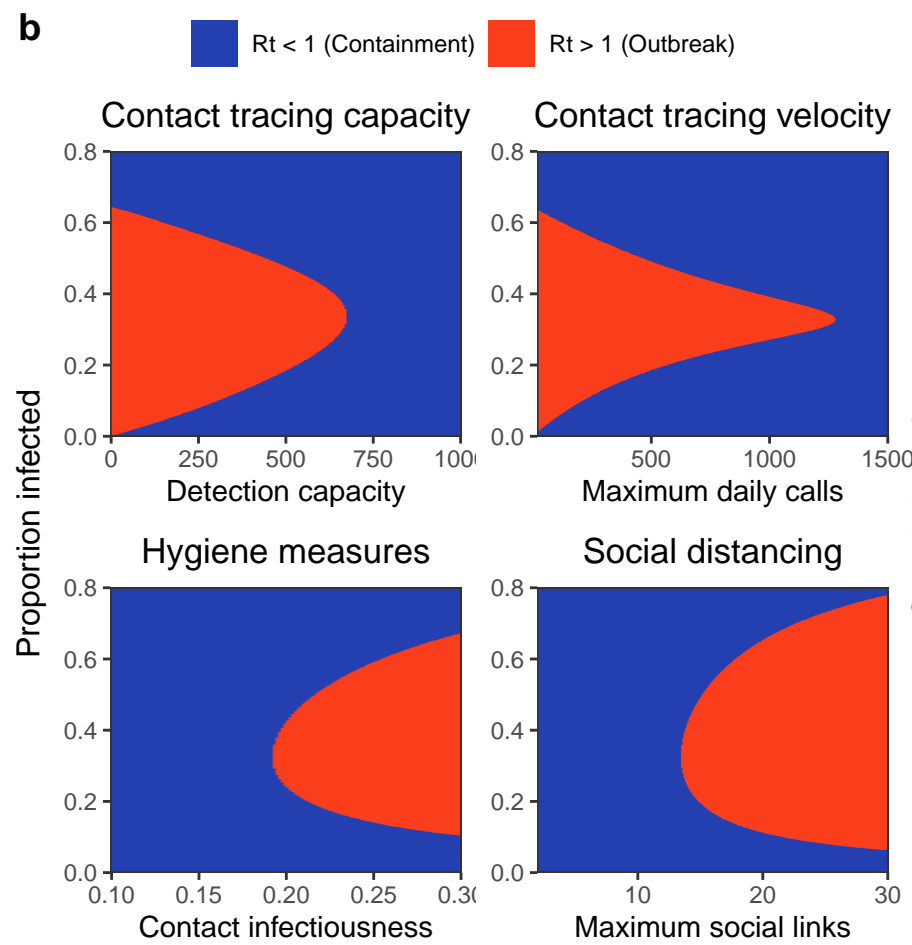 b
Rt < 1 (Containment) Rt > 1 (Outbreak)
Contact tracing capacity
0.8
0.6
0.4
0.2
0.0
0 250 500 750 100
Detection capacity
Contact tracing velocity
0.8
0.6
0.4
0.2
0.0
500 1000 1500
Maximum daily calls
Proportion infected
Hygiene measures
0.8
0.6
0.4
0.2
0.0
0.10 0.15 0.20 0.25 0.30
Contact infectiousness
Social distancing
0.8
0.6
0.4
0.2
0.0
10 20 30
Maximum social links